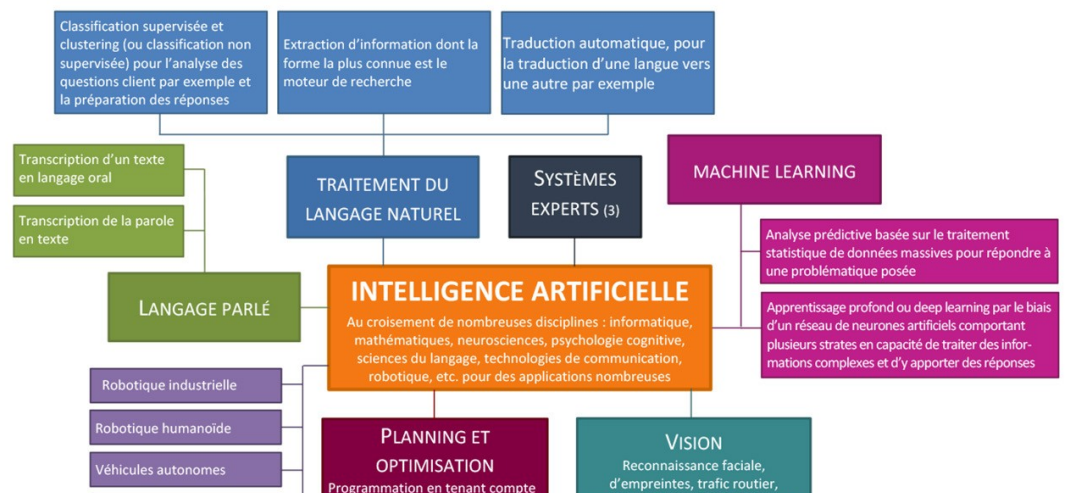 Classification supervisée et
clustering (ou classification non
supervisée) pour l'analyse des
questions client par exemple et
la préparation des réponses
Extraction d'information dont la
forme la plus connue est le
moteur de recherche
Traduction automatique, pour
la traduction d'une langue vers
une autre par exemple
Transcription d'un texte
en langage oral
Transcription de la parole
en texte
TRAITEMENT DU
LANGAGE NATUREL
SYSTÈMES
EXPERTS (3)
MACHINE LEARNING
Analyse prédictive basée sur le traitement
statistique de données massives pour répondre à
une problématique posée
Apprentissage profond ou deep learning par le biais
d'un réseau de neurones artificiels comportant
plusieurs strates en capacité de traiter des infor-
mations complexes et d'y apporter des réponses
LANGAGE PARLÉ
INTELLIGENCE ARTIFICIELLE
Au croisement de nombreuses disciplines : informatique,
mathématiques, neurosciences, psychologie cognitive,
sciences du langage, technologies de communication,
robotique, etc. pour des applications nombreuses
Robotique industrielle
Robotique humanoïde
Véhicules autonomes
PLANNING ET
OPTIMISATION
Programmation en tenant compte
VISION
Reconnaissance faciale,
d'empreintes, trafic routier,